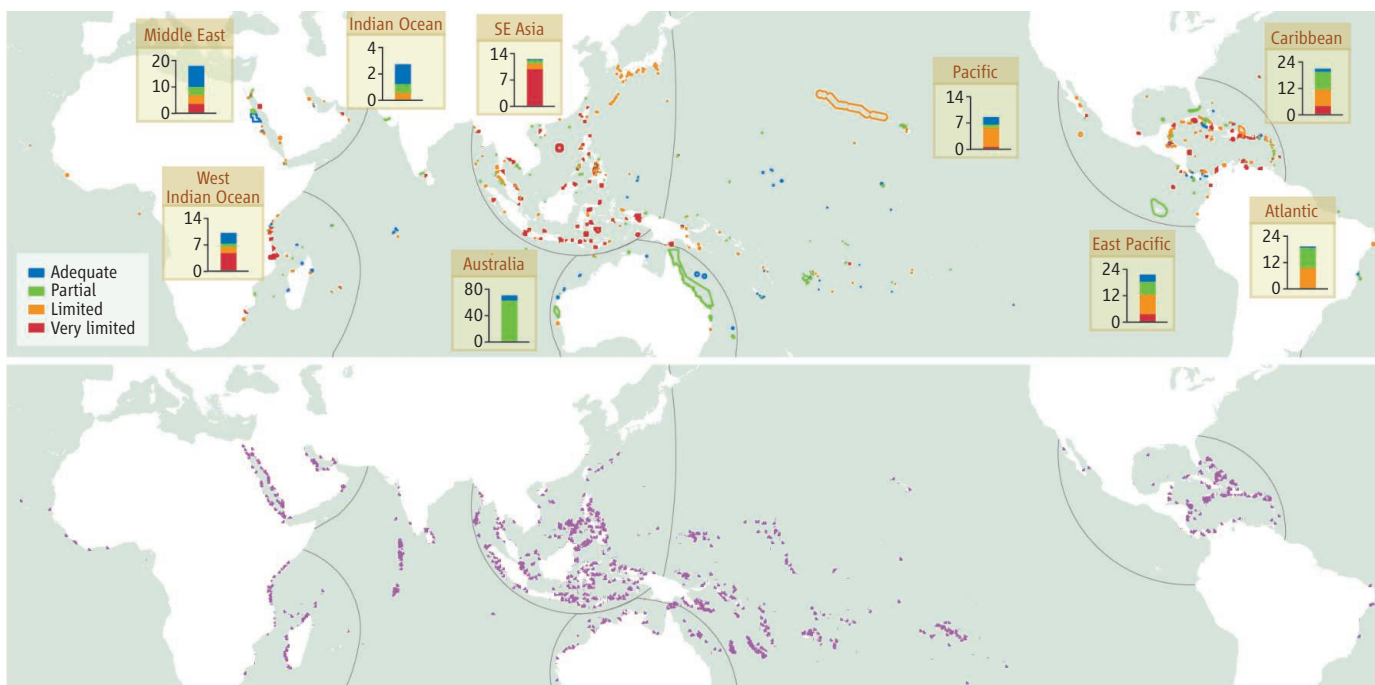 Middle East
20
10
0
Indian Ocean
4
2
0
SE Asia
14
7
0
Pacific
14
7
0
Caribbean
24
12
0
West
Indian Ocean
14
7
0
Adequate
Partial
Limited
Very limited
Australia
80
40
0
East Pacific
24
12
0
Atlantic
24
12
0